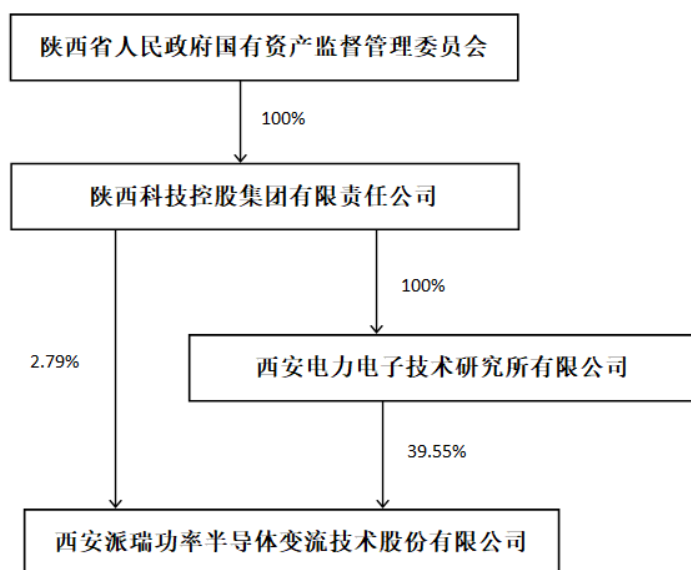 陕西省人民政府国有资产监督管理委员会
100%
陕西科技控股集团有限责任公司
100%
2.79%
西安电力电子技术研究所有限公司
39.55%
西安派瑞功率半导体变流技术股份有限公司